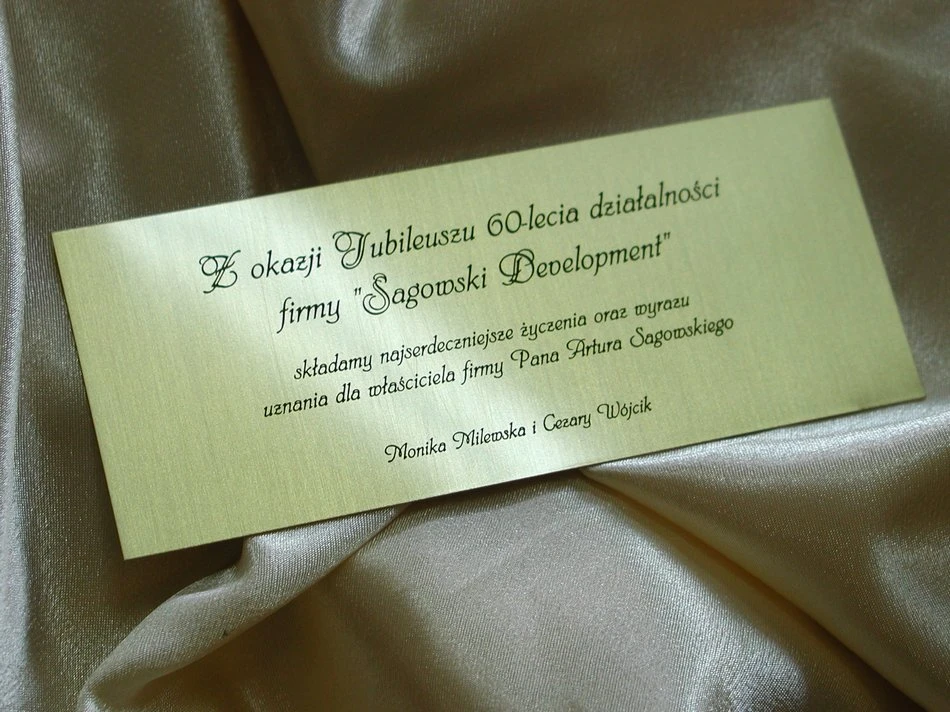 Z okazji Jubileuszu 60-lecia działalności
firmy "Sagowski Development"
składamy najserdeczniejsze życzenia oraz wyrazu
uznania dla właściciela firmy Pana Artura Sagowskiego
Monika Milewska i Cezary Wójcik